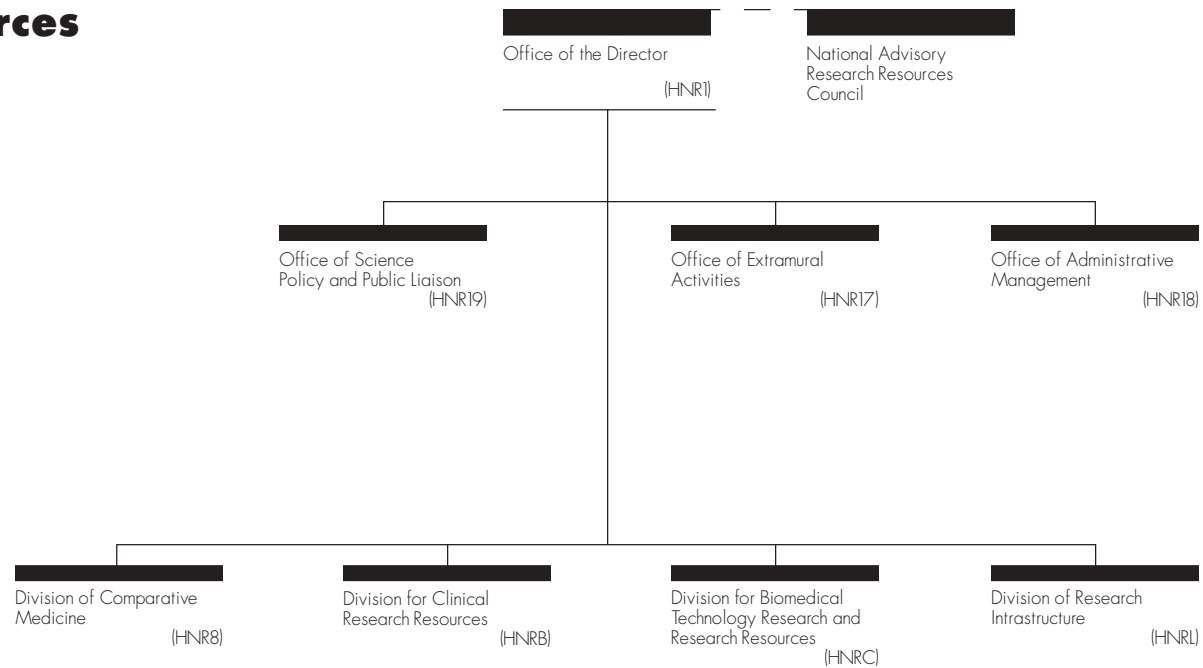 rces
Office of the Director
(HNR1)
National Advisory
Research Resources
Council
Office of Science
Policy and Public Liaison
(HNR19)
Office of Extramural
Activities
(HNR17)
Office of Administrative
Management
(HNR18)
Division of Comparative
Medicine
(HNR8)
Division for Clinical
Research Resources
(HNRB)
Division for Biomedical
Technology Research and
Research Resources
(HNRC)
Division of Research
Intrastructure
(HNRL)